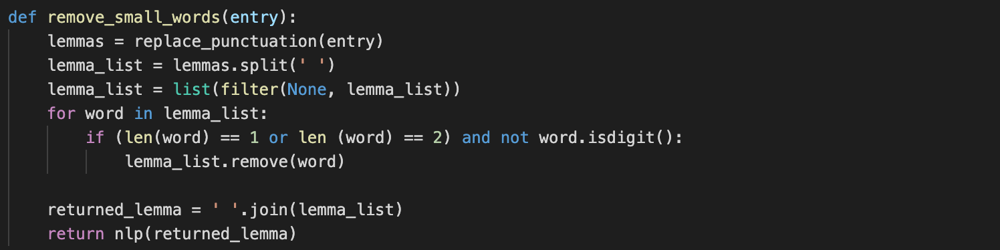 def remove_small_words(entry):
    lemmas = replace_punctuation(entry)
    lemma_list = lemmas.split(' ')
    lemma_list = list(filter(None, lemma_list))
    for word in lemma_list:
        if (len(word) == 1 or len (word) == 2) and not word.isdigit():
            lemma_list.remove(word)

    returned_lemma = ' '.join(lemma_list)
    return nlp(returned_lemma)